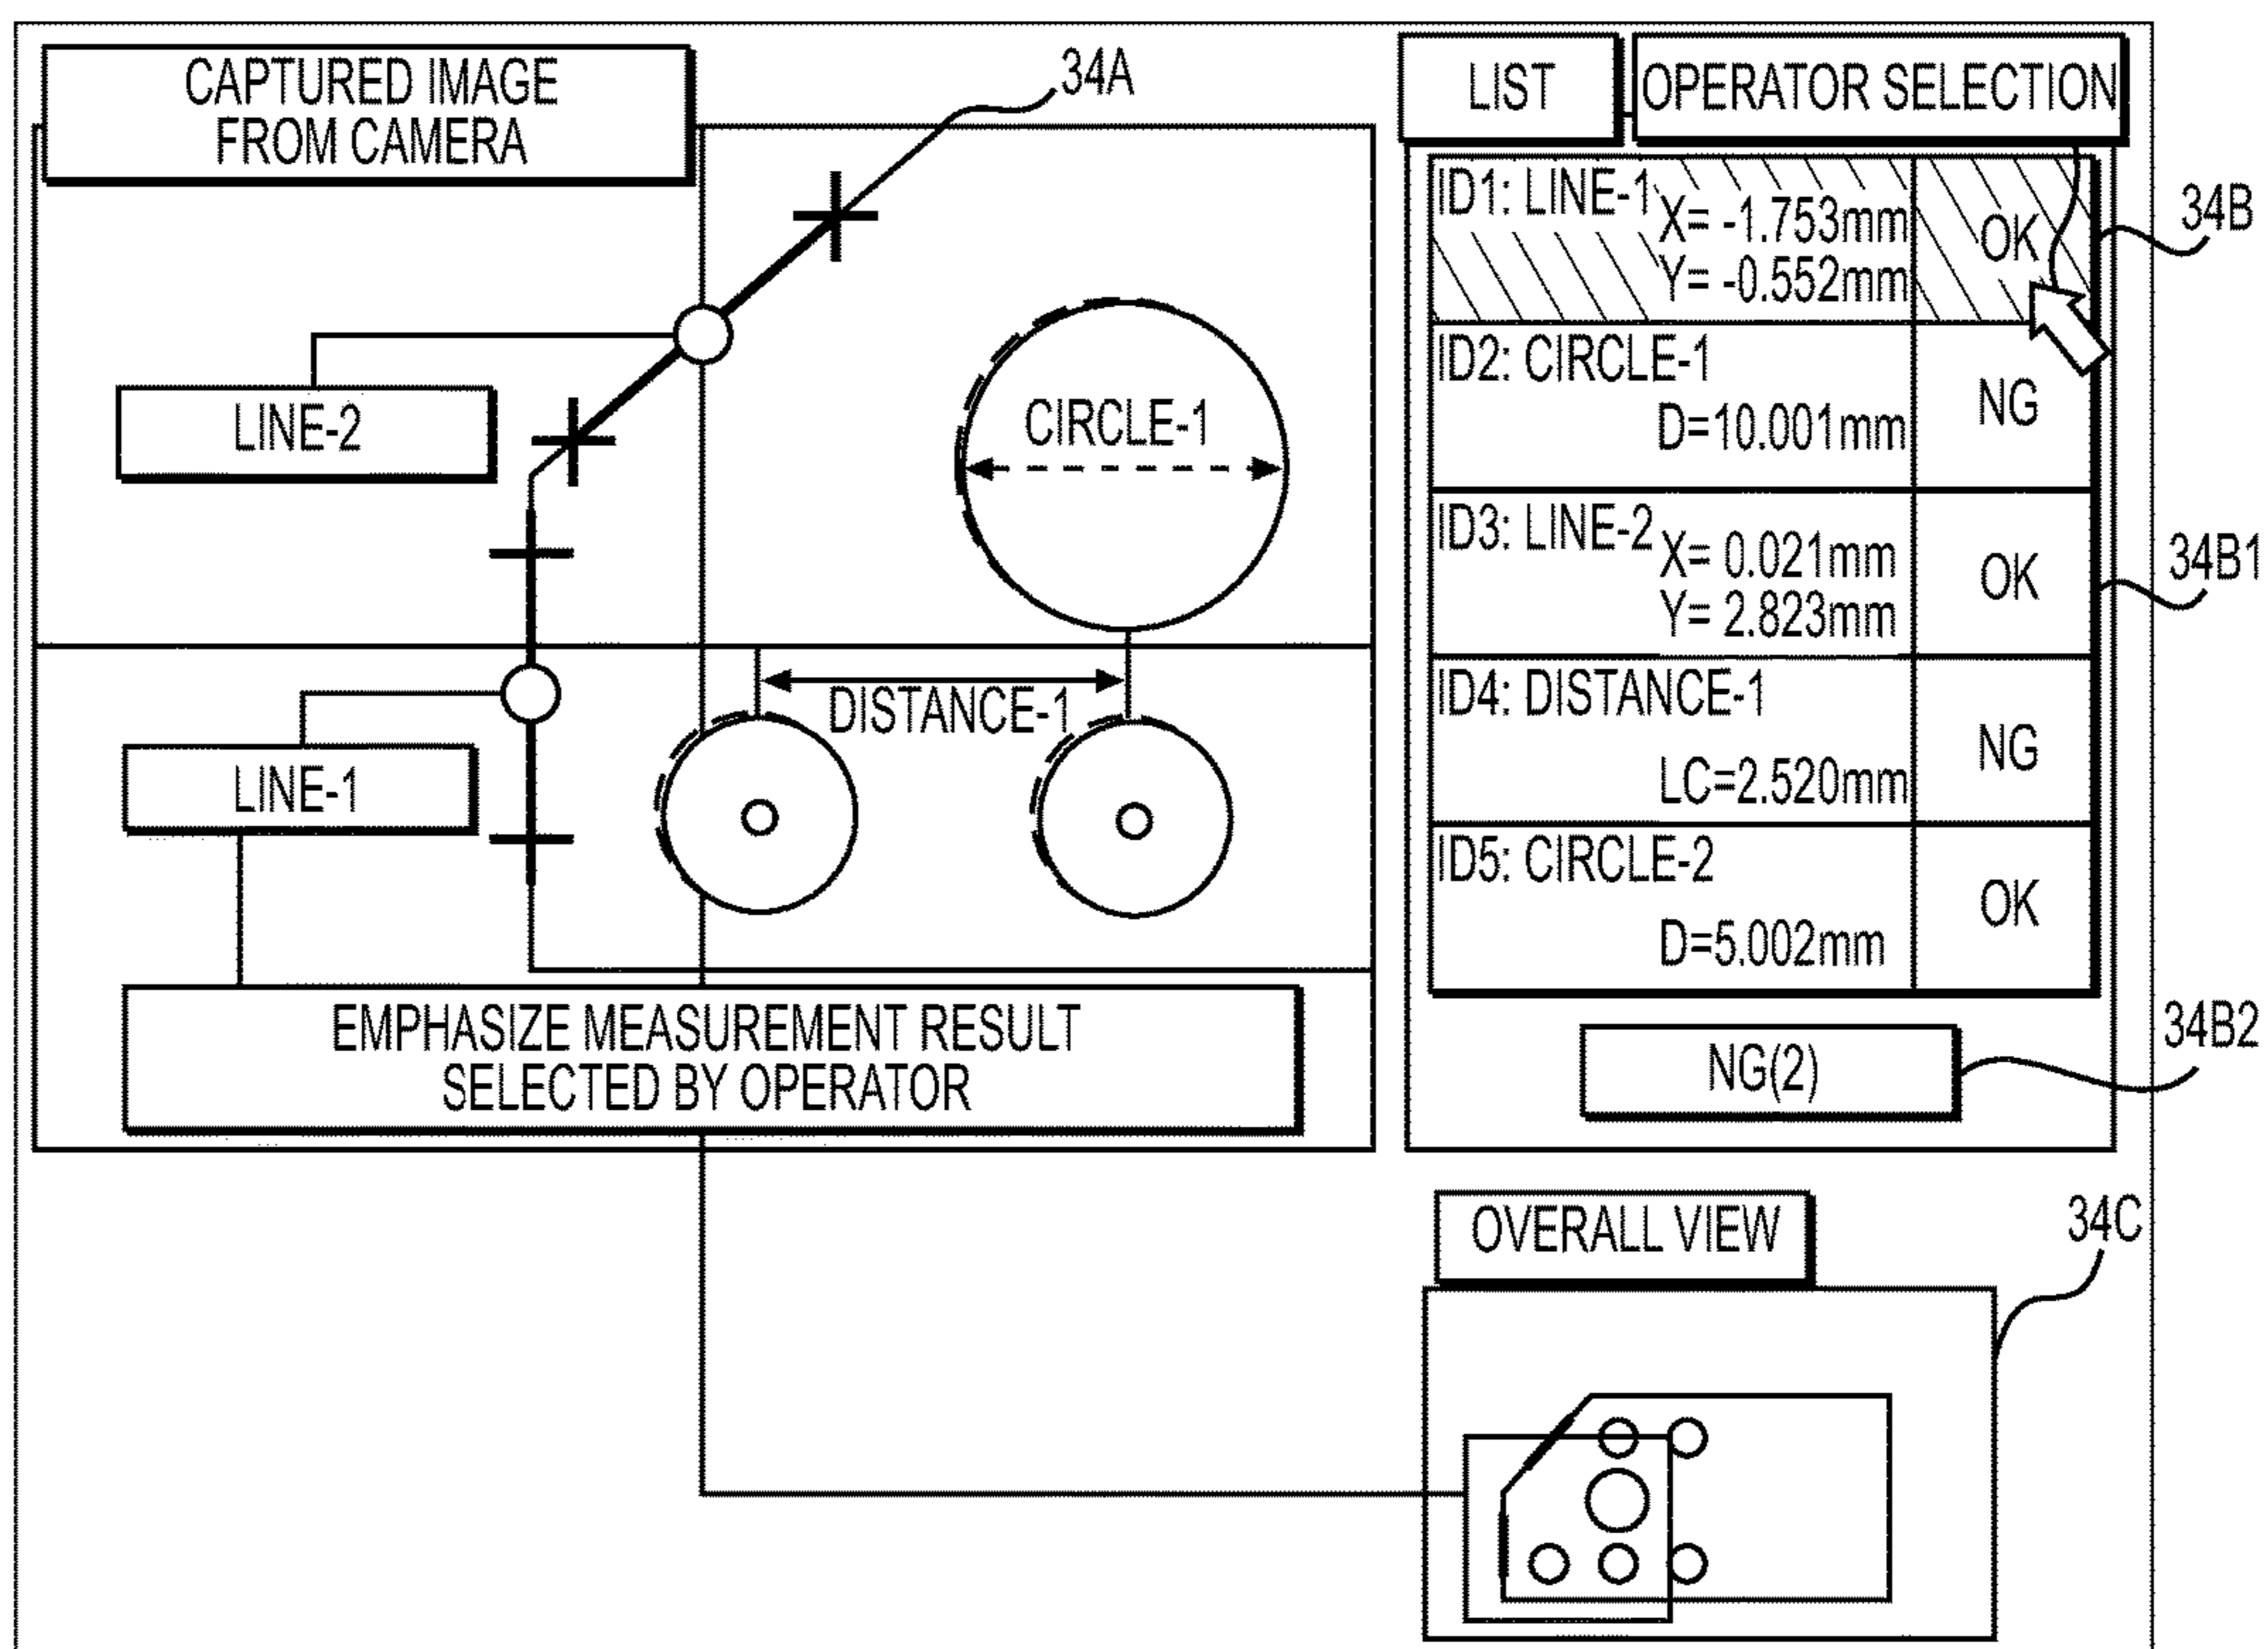 CAPTURED IMAGE
FROM CAMERA
34A
LINE-2
CIRCLE-1
DISTANCE-1
LINE-1
EMPHASIZE MEASUREMENT RESULT
SELECTED BY OPERATOR
LIST
OPERATOR SELECTION
ID1: LINE-1
X= -1.753mm
Y= -0.552mm
OK
34B
ID2: CIRCLE-1
D=10.001mm
NG
ID3: LINE-2
X= 0.021mm
Y= 2.823mm
OK
34B1
ID4: DISTANCE-1
LC=2.520mm
NG
ID5: CIRCLE-2
D=5.002mm
OK
NG(2)
34B2
OVERALL VIEW
34C